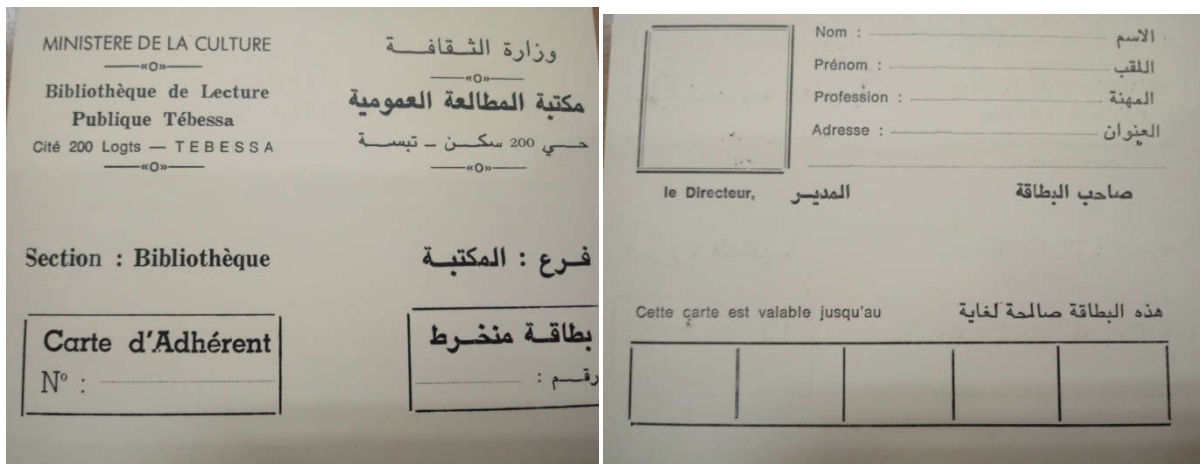 MINISTERE DE LA CULTURE
—«O»—
Bibliothèque de Lecture
Publique Tébessa
Cité 200 Logts — TEBESSA
—«O»—
وزارة الثقافة
—«O»—
مكتبة المطالعة العمومية
حي 200 سكن – تبسة
—«O»—
Section : Bibliothèque
فرع : المكتبة
Carte d'Adhérent
N° :
بطاقة منخرط
رقم :
Nom : الاسم
Prénom : اللقب
Profession : المهنة
Adresse : العنوان
le Directeur, المدير
صاحب البطاقة
Cette carte est valable jusqu'au هذه البطاقة صالحة لغاية